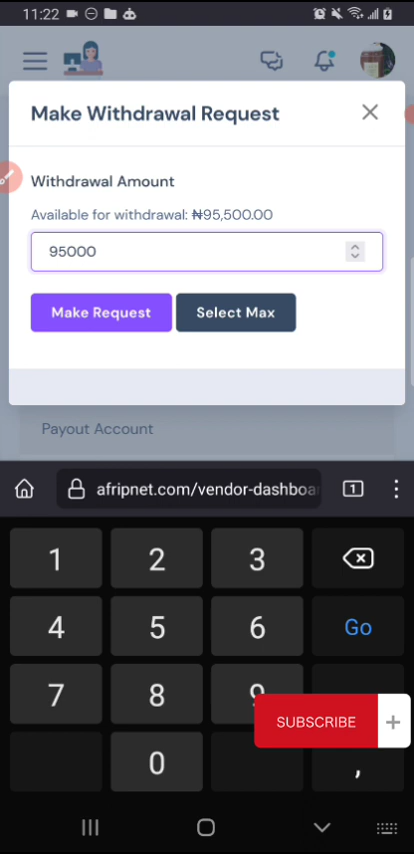 11:22
Make Withdrawal Request
Withdrawal Amount
Available for withdrawal: ₦95,500.00
95000
Make Request
Select Max
Payout Account
afripnet.com/vendor-dashboa
1
1 2 3
4 5 6
Go
7 8 9
SUBSCRIBE +
0 ,